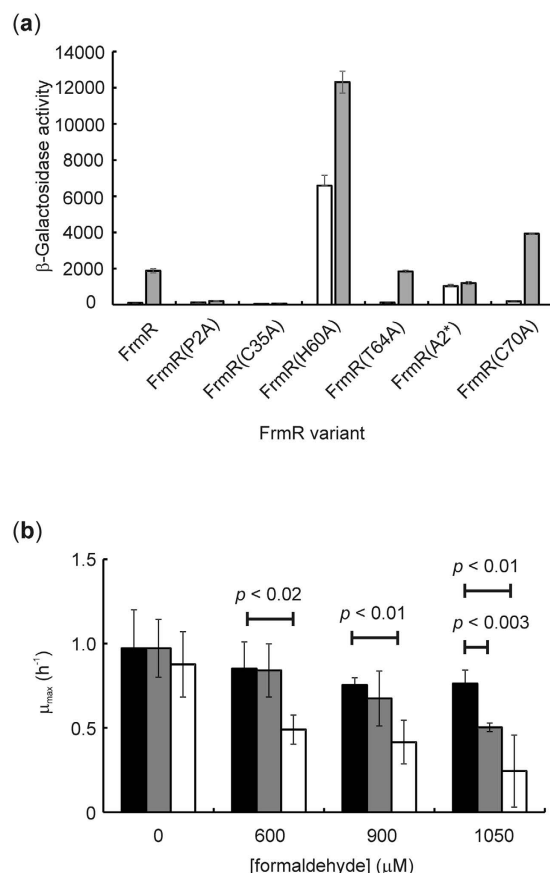 (a)
β-Galactosidase activity
14000
12000
10000
8000
6000
4000
2000
0
FrmR
FrmR(P2A)
FrmR(C35A)
FrmR(H60A)
FrmR(T64A)
FrmR(A2*)
FrmR(C70A)
FrmR variant
(b)
μmax (h⁻¹)
1.5
1.0
0.5
0
p < 0.02
p < 0.01
p < 0.01
p < 0.003
0 600 900 1050
[formaldehyde] (μM)